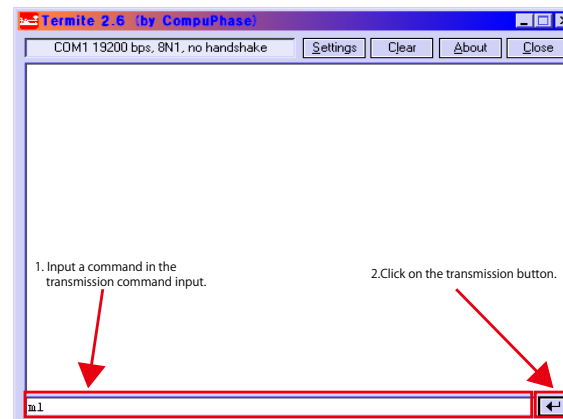 Termite 2.6 (by CompuPhase)
COM1 19200 bps, 8N1, no handshake
Settings
Clear
About
Close
1. Input a command in the
transmission command input.
2.Click on the transmission button.
m1